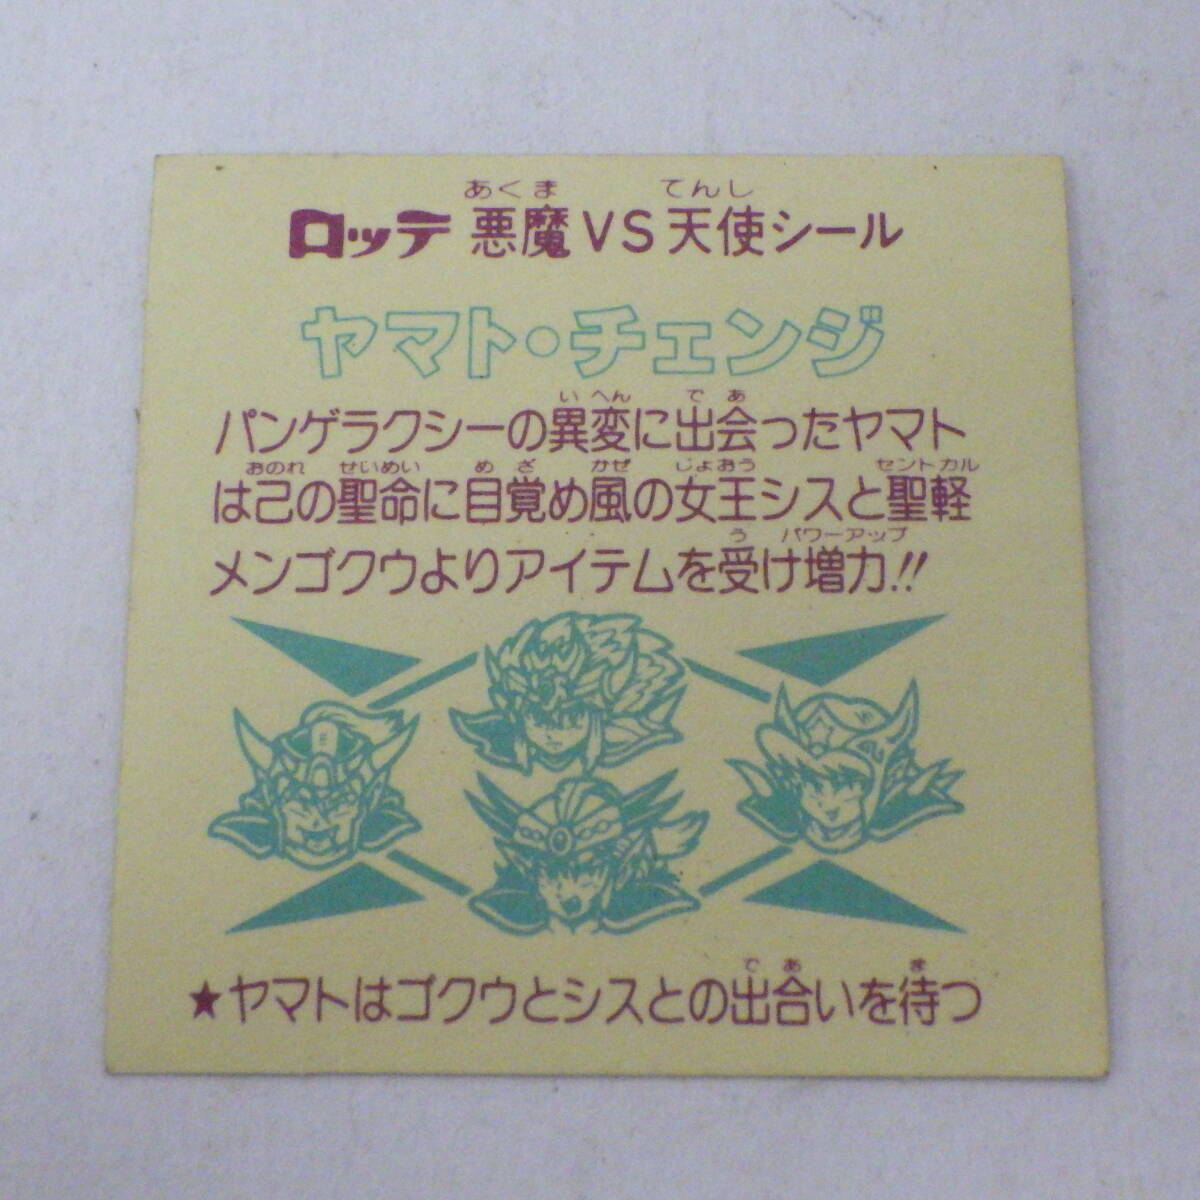 あくま てんし
ロッテ 悪魔VS天使シール
ヤマト・チェンジ
いへん であ
パンゲラクシーの異変に出会ったヤマト
おのれ せいめい めざ かぜ じょおう セントカル
は己の聖命に目覚め風の女王シスと聖軽
う パワーアップ
メンゴクウよりアイテムを受け増力!!
であ ま
★ヤマトはゴクウとシスとの出合いを待つ